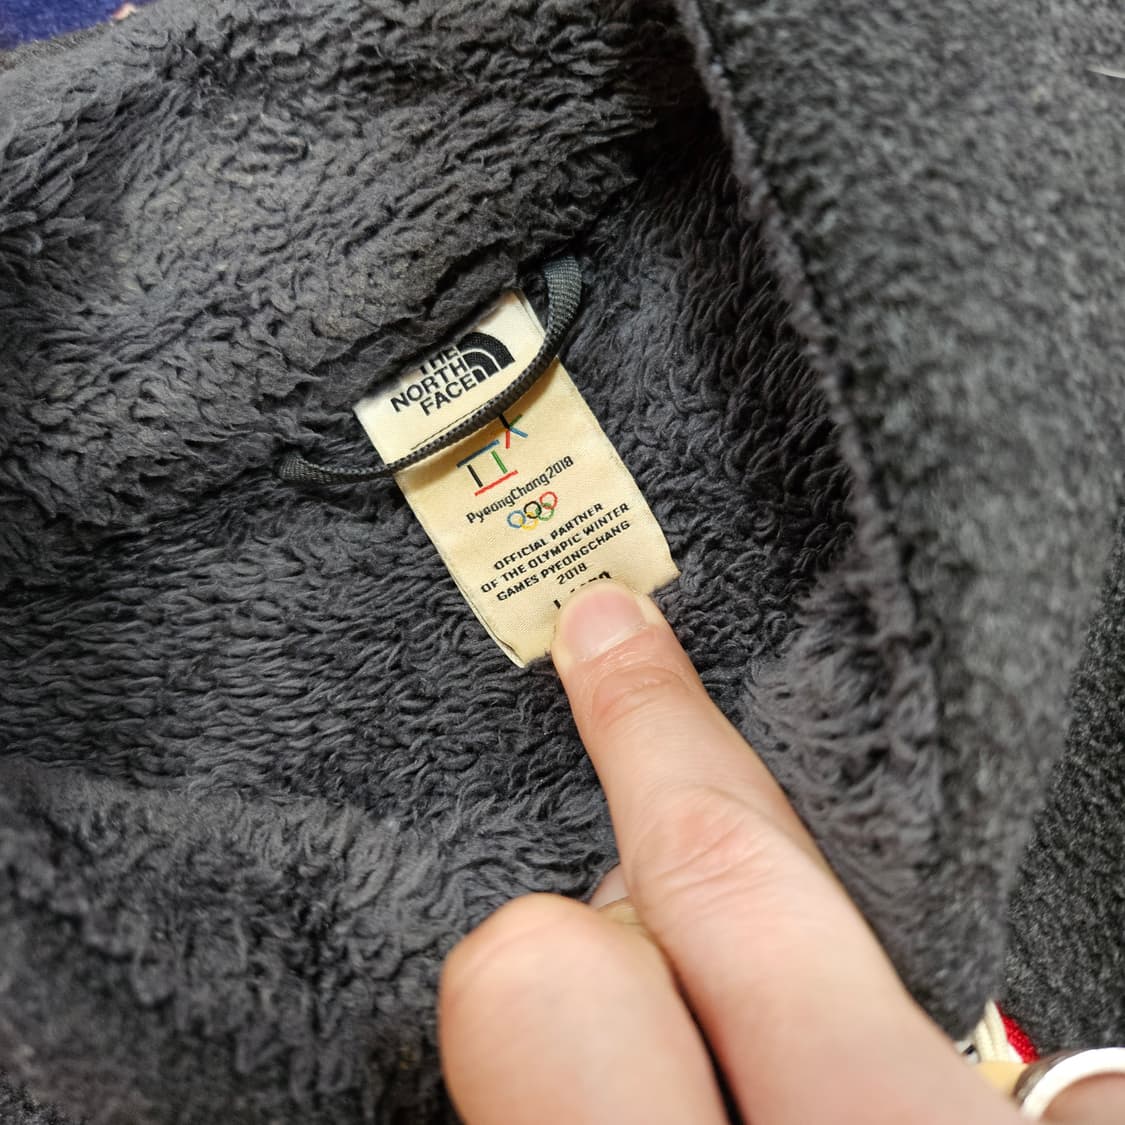 THE
NORTH
FACE
PyeongChang2018
OFFICIAL PARTNER
OF THE OLYMPIC WINTER
GAMES PYEONGCHANG
2018